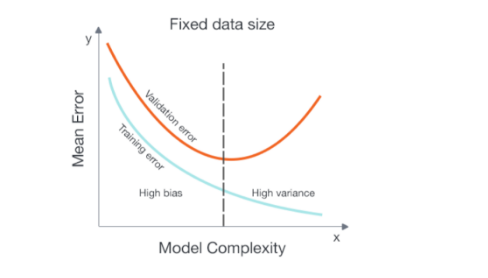 Fixed data size
y
Mean Error
Validation error
Training error
High bias
High variance
x
Model Complexity